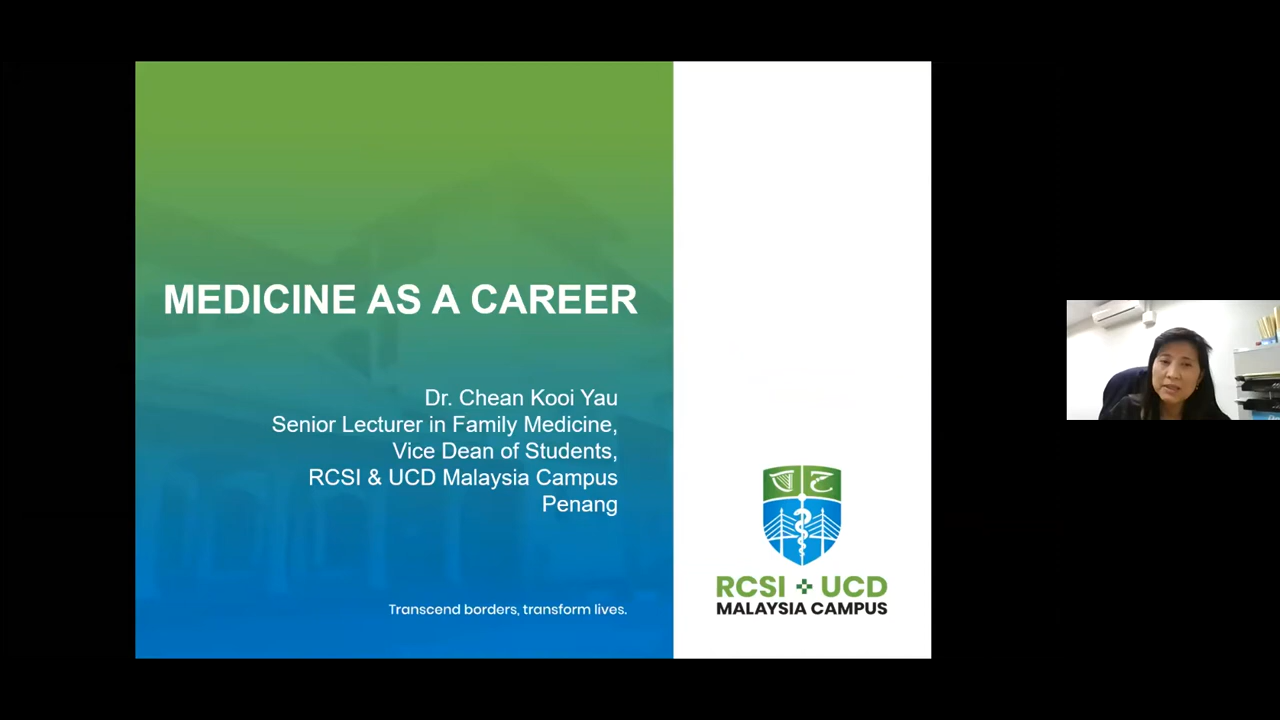 MEDICINE AS A CAREER
Dr. Chean Kooi Yau
Senior Lecturer in Family Medicine,
Vice Dean of Students,
RCSI & UCD Malaysia Campus
Penang
Transcend borders, transform lives.
RCSI + UCD
MALAYSIA CAMPUS